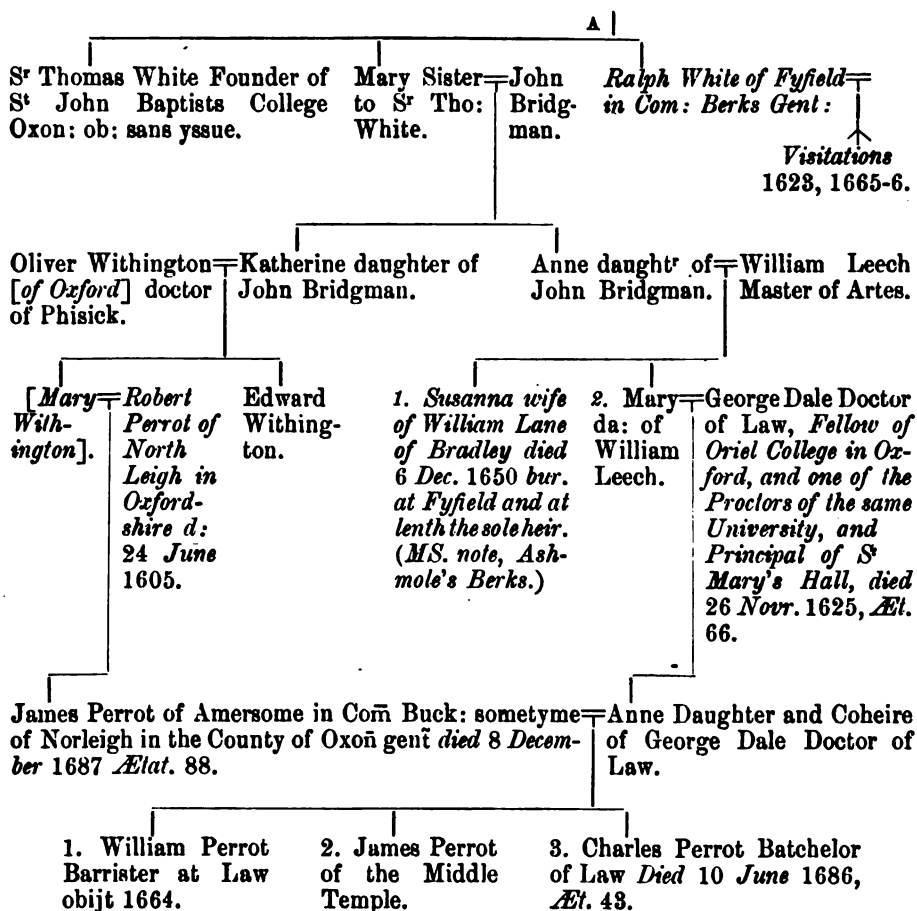 A
Sr Thomas White Founder of
St John Baptists College
Oxon: ob: sans yssue.
Mary Sister
to Sr Tho:
White.
John
Bridg-
man.
Ralph White of Fyfield
in Com: Berks Gent:
Visitations
1623, 1665-6.
Oliver Withington
[of Oxford] doctor
of Phisick.
Katherine daughter of
John Bridgman.
Anne daughtr of
John Bridgman.
William Leech
Master of Artes.
[Mary
With-
ington].
Robert
Perrot of
North
Leigh in
Oxford-
shire d:
24 June
1605.
Edward
Withing-
ton.
1. Susanna wife
of William Lane
of Bradley died
6 Dec. 1650 bur.
at Fyfield and at
lenth the sole heir.
(MS. note, Ash-
mole's Berks.)
2. Mary
da: of
William
Leech.
George Dale Doctor
of Law, Fellow of
Oriel College in Ox-
ford, and one of the
Proctors of the same
University, and
Principal of St
Mary's Hall, died
26 Novr. 1625, Æt.
66.
James Perrot of Amersome in Com̄ Buck: sometyme
of Norleigh in the County of Oxon̄ gent̃ died 8 Decem-
ber 1687 Ætat. 88.
Anne Daughter and Coheire
of George Dale Doctor of
Law.
1. William Perrot
Barrister at Law
obijt 1664.
2. James Perrot
of the Middle
Temple.
3. Charles Perrot Batchelor
of Law Died 10 June 1686,
Æt. 43.